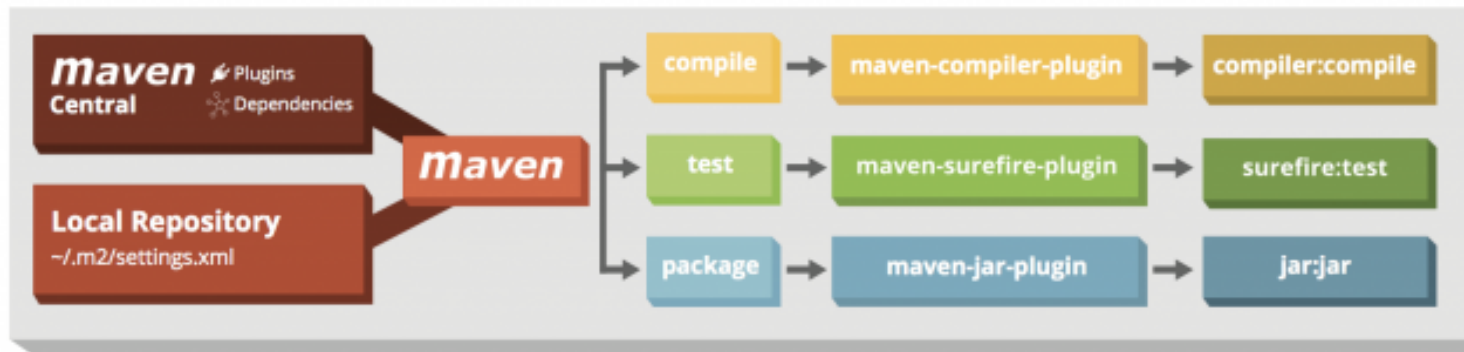 maven
Central
Plugins
Dependencies
Local Repository
~/.m2/settings.xml
maven
compile
maven-compiler-plugin
compiler:compile
test
maven-surefire-plugin
surefire:test
package
maven-jar-plugin
jar:jar